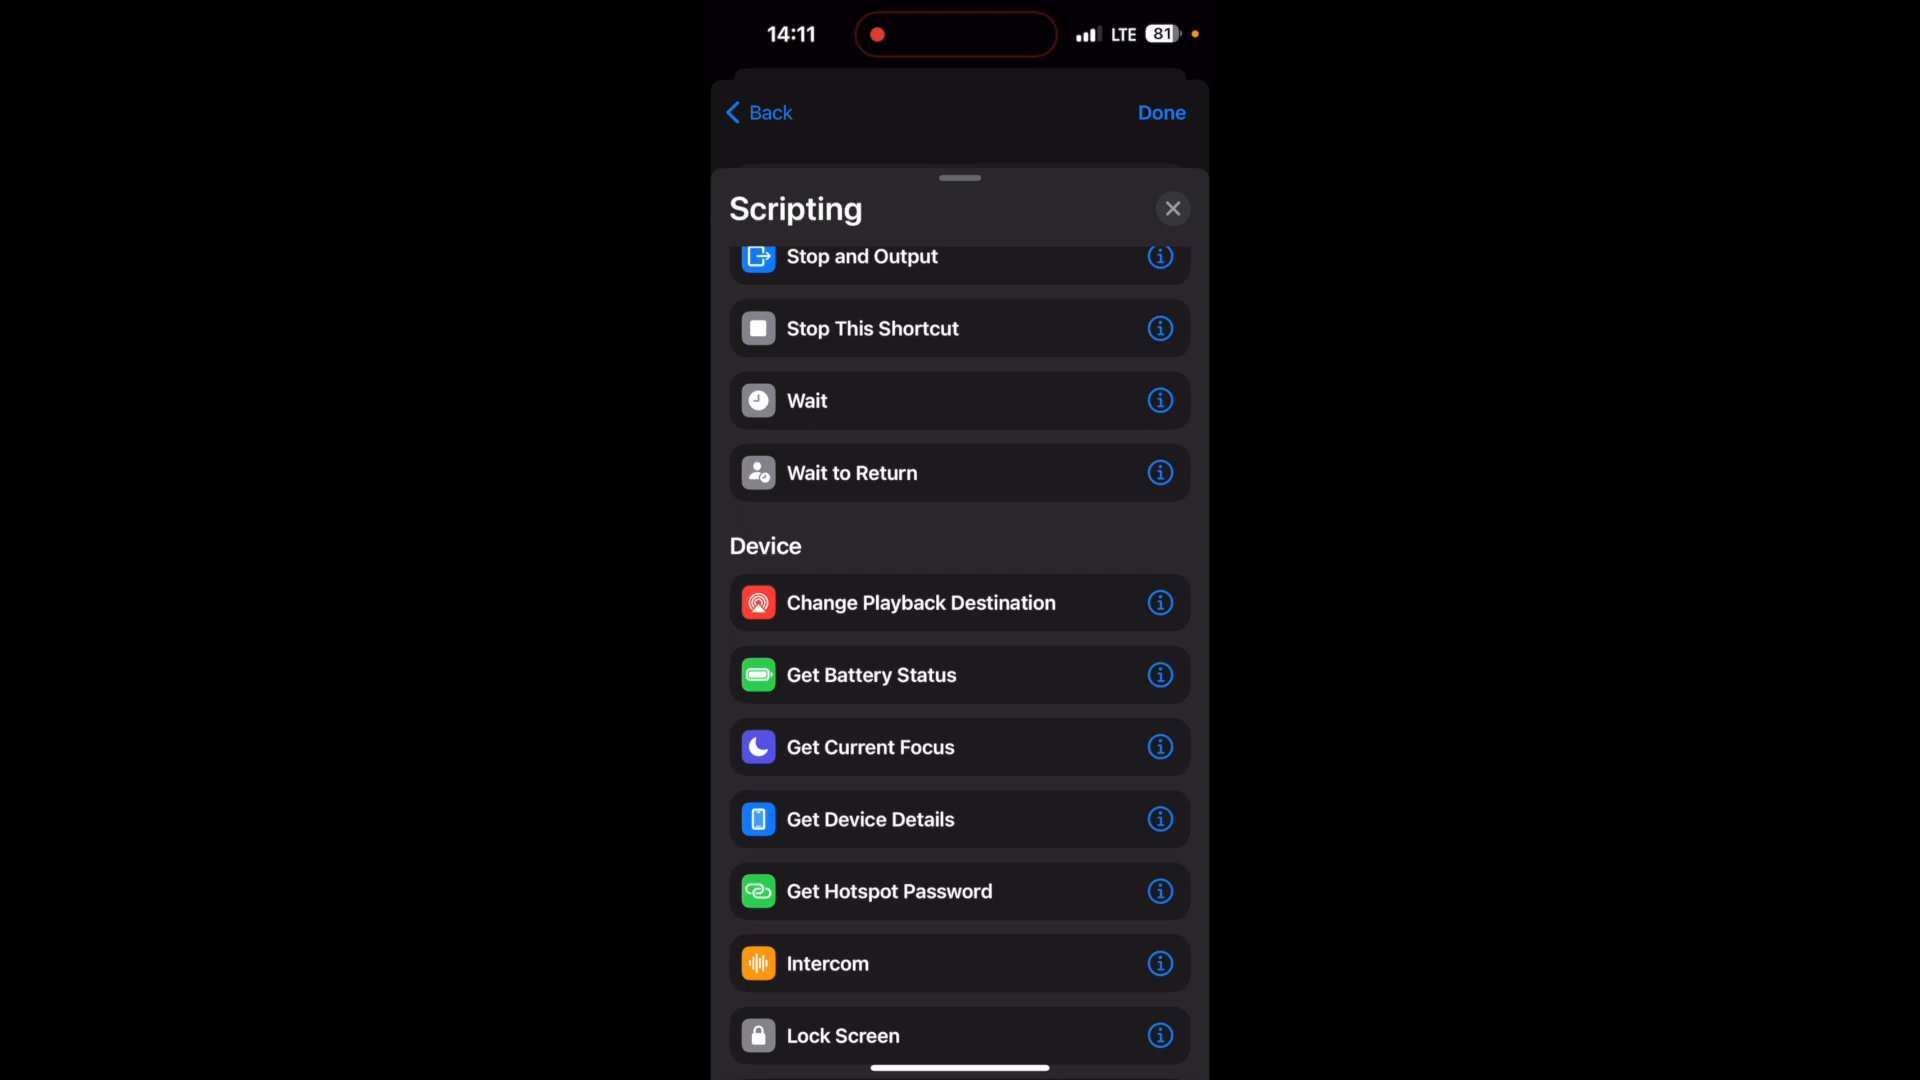 14:11
LTE
81
Back
Done
Scripting
Stop and Output
Stop This Shortcut
Wait
Wait to Return
Device
Change Playback Destination
Get Battery Status
Get Current Focus
Get Device Details
Get Hotspot Password
Intercom
Lock Screen